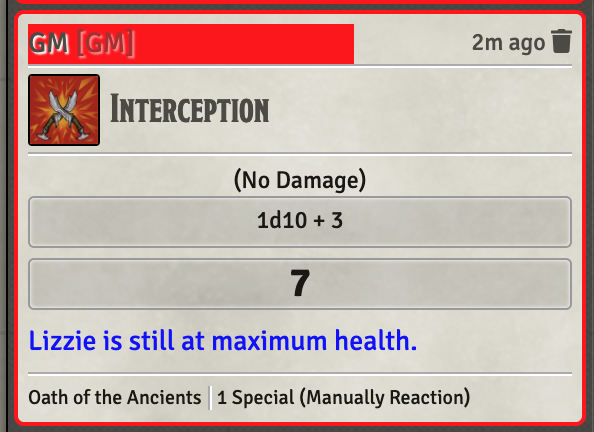 GM [GM]
2m ago
Interception
(No Damage)
1d10 + 3
7
Lizzie is still at maximum health.
Oath of the Ancients | 1 Special (Manually Reaction)